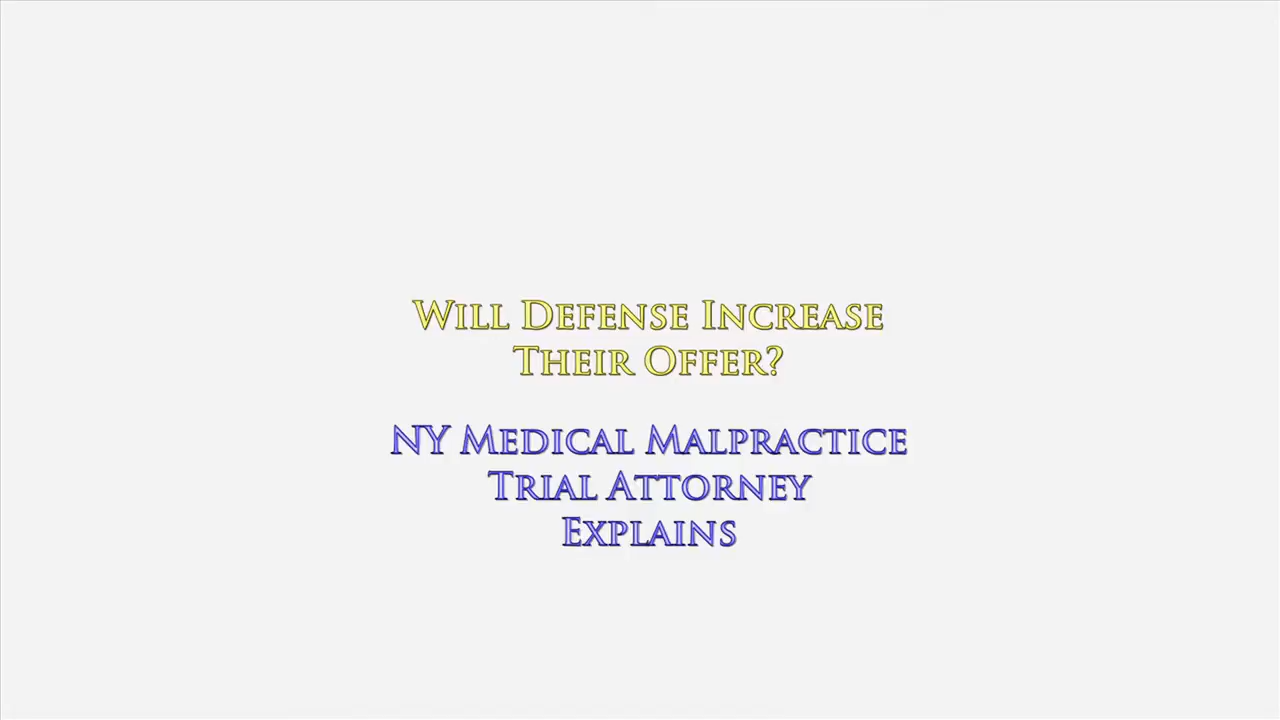 Will Defense Increase
Their Offer?
NY Medical Malpractice
Trial Attorney
Explains